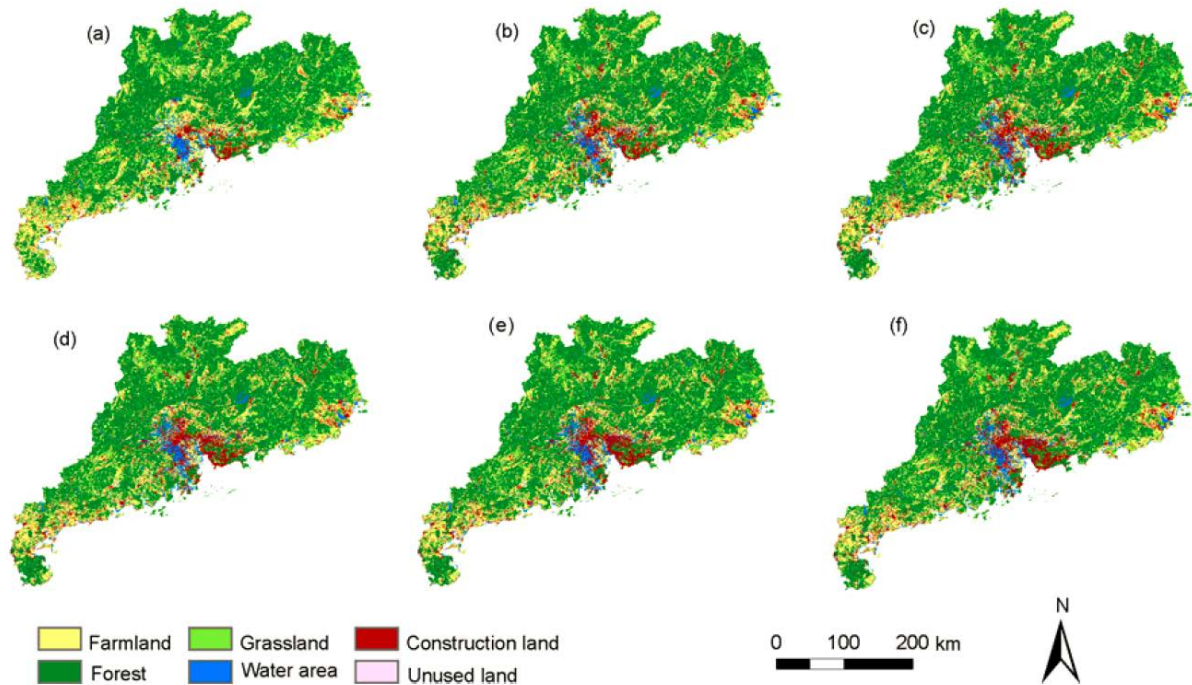 (a)
(b)
(c)
(d)
(e)
(f)
Farmland
Grassland
Construction land
Forest
Water area
Unused land
0 100 200 km
N